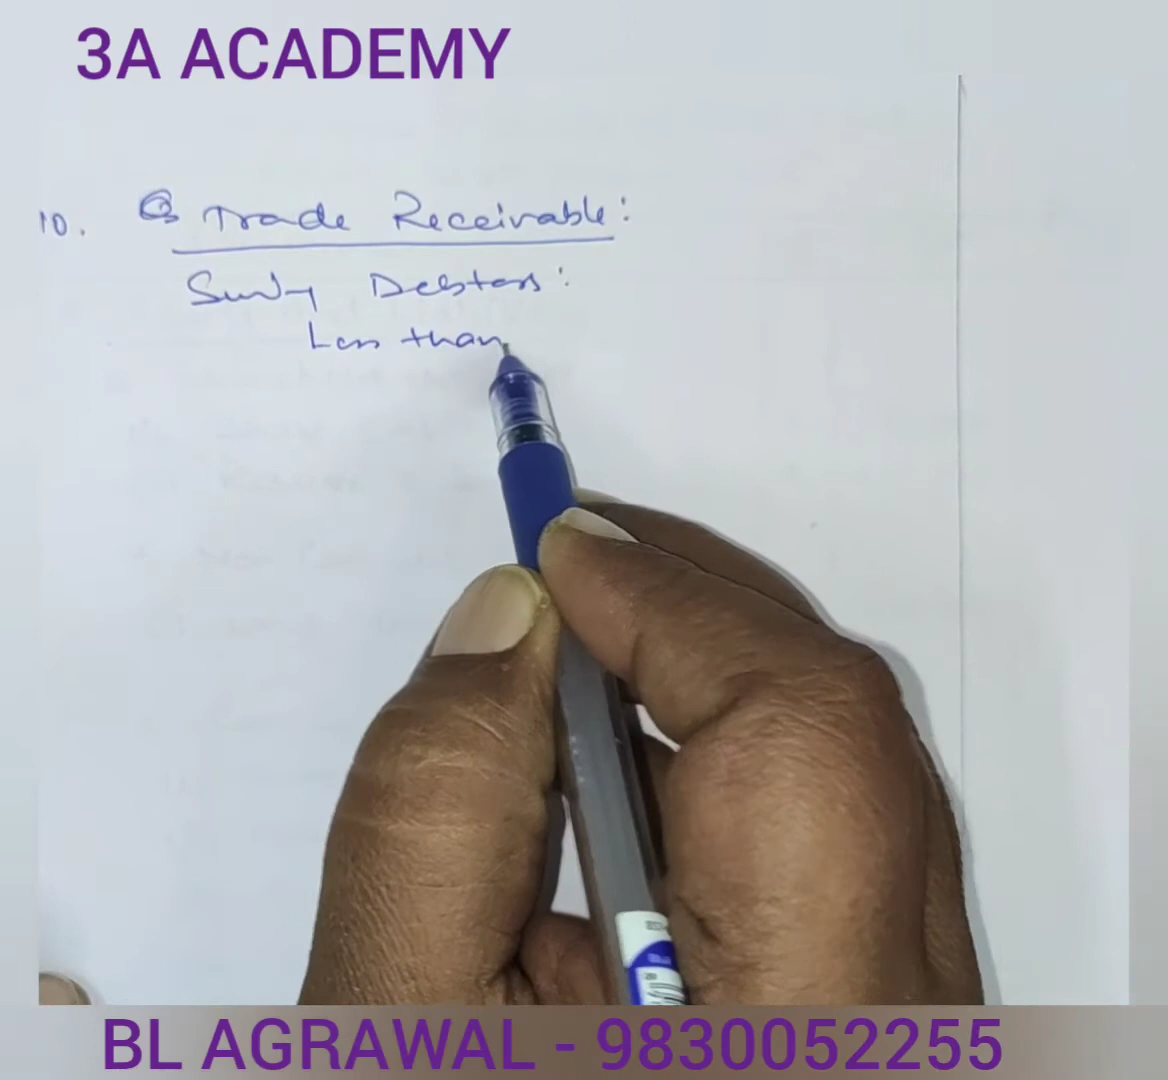 3A ACADEMY
10. Trade Receivable:
Sundry Debtors:
Less than
BL AGRAWAL - 9830052255